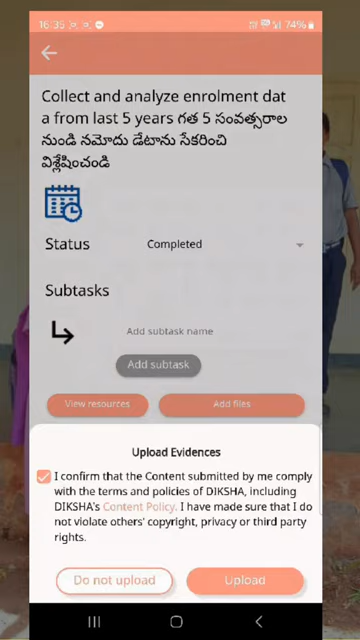 16:35
74%
Collect and analyze enrolment dat
a from last 5 years గత 5 సంవత్సరాల
నుండి నమోదు డేటాను సేకరించి
విశ్లేషించండి
Status Completed
Subtasks
Add subtask name
Add subtask
View resources Add files
Upload Evidences
I confirm that the Content submitted by me comply
with the terms and policies of DIKSHA, including
DIKSHA's Content Policy. I have made sure that I do
not violate others' copyright, privacy or third party
rights.
Do not upload Upload